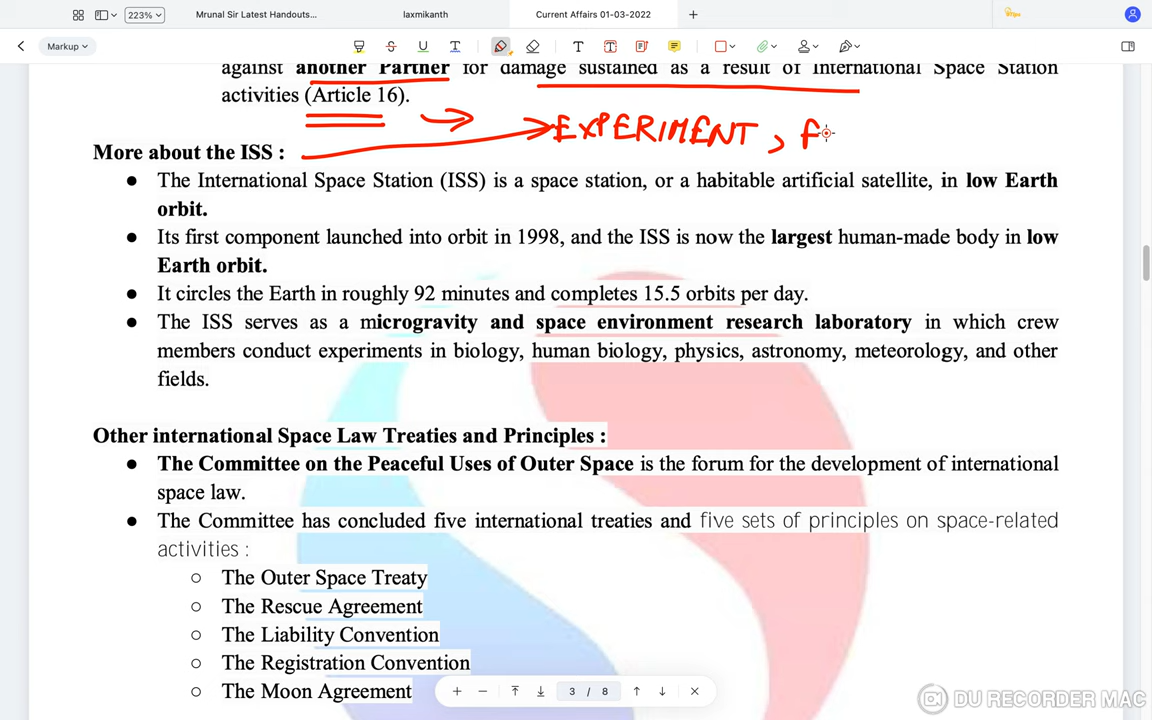 223%
Mrunal Sir Latest Handouts...
laxmikanth
Current Affairs 01-03-2022
Markup
against another Partner for damage sustained as a result of International Space Station
activities (Article 16).
EXPERIMENT, f
More about the ISS :
● The International Space Station (ISS) is a space station, or a habitable artificial satellite, in low Earth
orbit.
● Its first component launched into orbit in 1998, and the ISS is now the largest human-made body in low
Earth orbit.
● It circles the Earth in roughly 92 minutes and completes 15.5 orbits per day.
● The ISS serves as a microgravity and space environment research laboratory in which crew
members conduct experiments in biology, human biology, physics, astronomy, meteorology, and other
fields.
Other international Space Law Treaties and Principles :
● The Committee on the Peaceful Uses of Outer Space is the forum for the development of international
space law.
● The Committee has concluded five international treaties and five sets of principles on space-related
activities :
○ The Outer Space Treaty
○ The Rescue Agreement
○ The Liability Convention
○ The Registration Convention
○ The Moon Agreement
3 / 8
DU RECORDER MAC